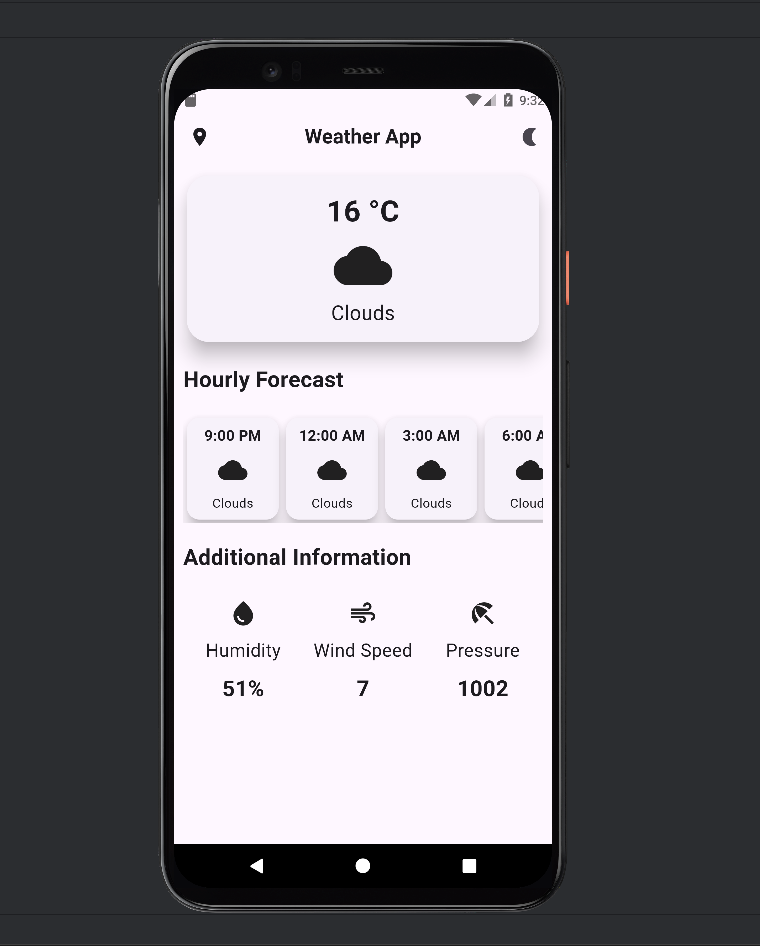 9:32
Weather App
16 °C
Clouds
Hourly Forecast
9:00 PM 12:00 AM 3:00 AM 6:00 A
Clouds Clouds Clouds Cloud
Additional Information
Humidity Wind Speed Pressure
51% 7 1002